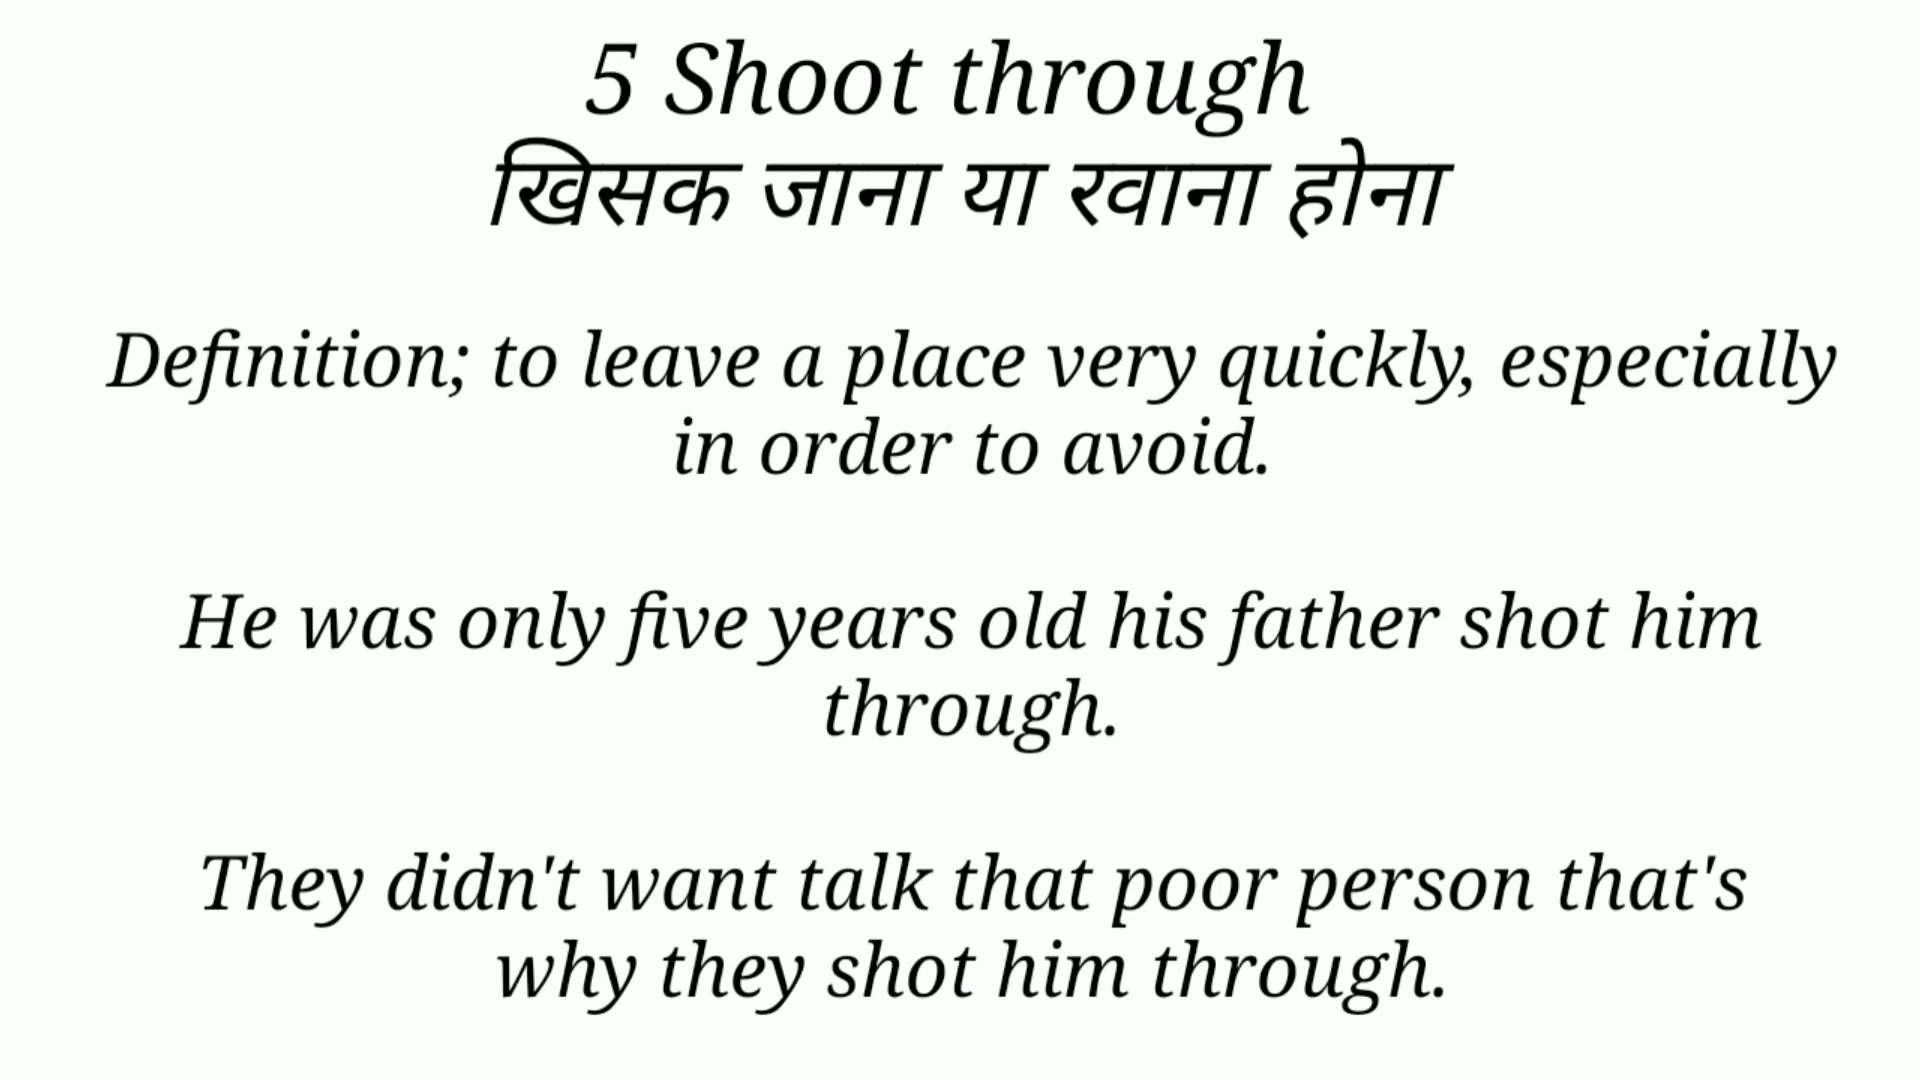 5 Shoot through
खिसक जाना या रवाना होना
Definition; to leave a place very quickly, especially
in order to avoid.
He was only five years old his father shot him
through.
They didn't want talk that poor person that's
why they shot him through.